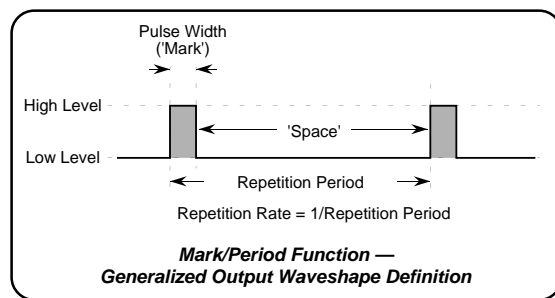 Pulse Width
('Mark')
High Level
'Space'
Low Level
Repetition Period
Repetition Rate = 1/Repetition Period
Mark/Period Function —
Generalized Output Waveshape Definition